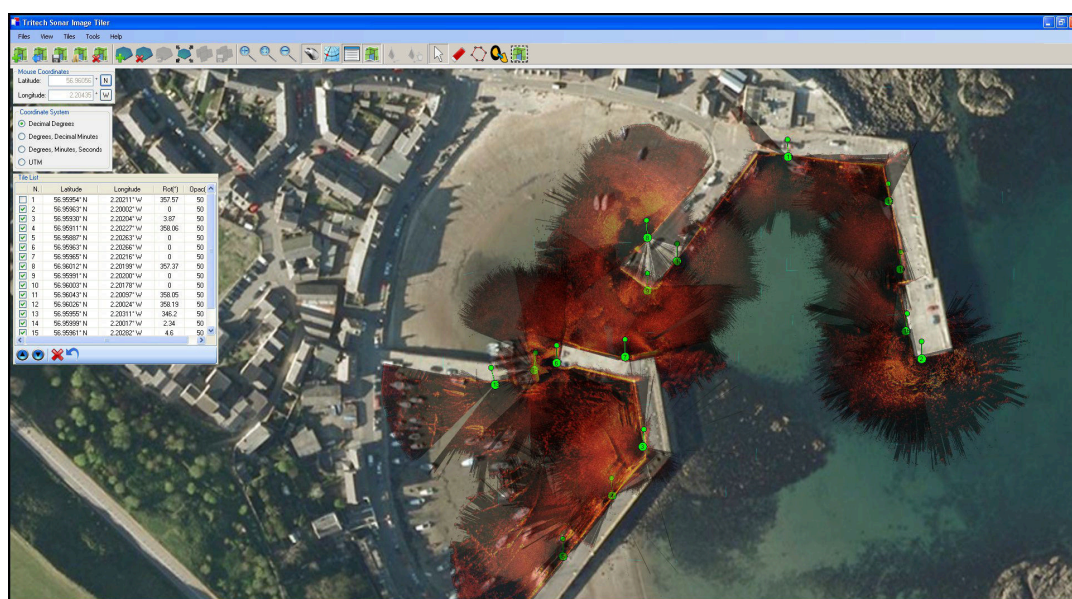 Tritech Sonar Image Tiler
Files View Tiles Tools Help
Mouse Coordinates
Latitude: 56.96056 ° N
Longitude: 2.20435 ° W
Coordinate System
Decimal Degrees
Degrees, Decimal Minutes
Degrees, Minutes, Seconds
UTM
Tile List
N. Latitude Longitude Rot(°) Opac(
1 56.95954° N 2.20211° W 357.57 50
2 56.95963° N 2.20002° W 0 50
3 56.95930° N 2.20204° W 3.87 50
4 56.95911° N 2.20227° W 358.06 50
5 56.95887° N 2.20263° W 0 50
6 56.95963° N 2.20266° W 0 50
7 56.95965° N 2.20216° W 0 50
8 56.96012° N 2.20199° W 357.37 50
9 56.95991° N 2.20200° W 0 50
10 56.96003° N 2.20178° W 0 50
11 56.96043° N 2.20097° W 358.05 50
12 56.96026° N 2.20024° W 358.19 50
13 56.95955° N 2.20311° W 346.2 50
14 56.95999° N 2.20017° W 2.34 50
15 56.95961° N 2.20282° W 4.6 50